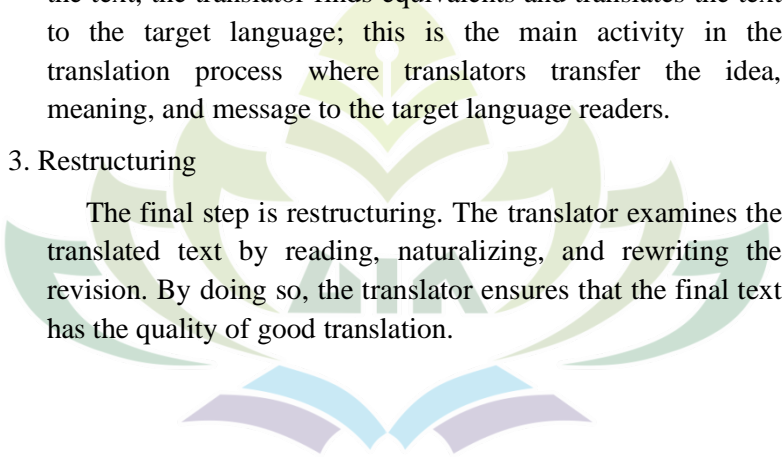 the text, the translator finds equivalents and translates the text
to the target language; this is the main activity in the
translation process where translators transfer the idea,
meaning, and message to the target language readers.
3. Restructuring
The final step is restructuring. The translator examines the
translated text by reading, naturalizing, and rewriting the
revision. By doing so, the translator ensures that the final text
has the quality of good translation.